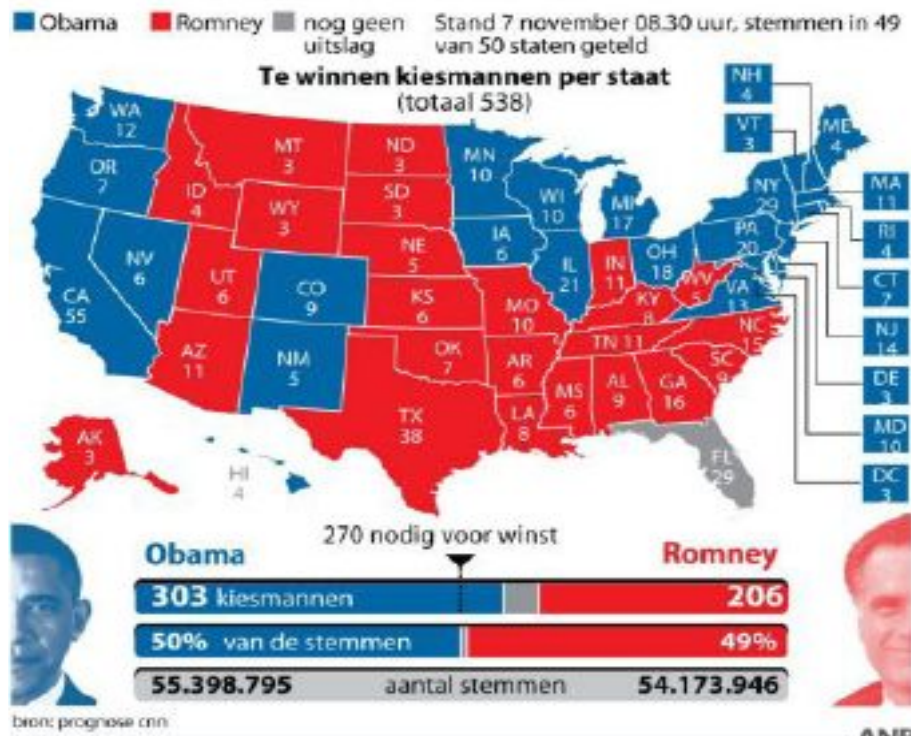 Obama
Romney
nog geen
uitslag
Stand 7 november 08.30 uur, stemmen in 49
van 50 staten geteld
Te winnen kiesmannen per staat
(totaal 538)
NH
4
VT
3
ME
4
WA
12
MT
3
ND
3
MN
10
OR
7
ID
4
WY
3
SD
3
WI
10
MI
17
NY
29
MA
11
RI
4
NV
6
UT
6
CO
9
NE
5
IA
6
IL
21
IN
11
OH
18
PA
20
CT
7
CA
55
KS
6
MO
10
KY
8
WV
5
VA
13
NJ
14
AZ
11
NM
5
OK
7
AR
6
TN 11
NC
15
SC
9
DE
3
TX
38
LA
8
MS
6
AL
9
GA
16
MD
10
AK
3
HI
4
FL
29
DC
3
270 nodig voor winst
Obama
Romney
303 kiesmannen
206
50% van de stemmen
49%
55.398.795
aantal stemmen
54.173.946
bron: prognose cnn